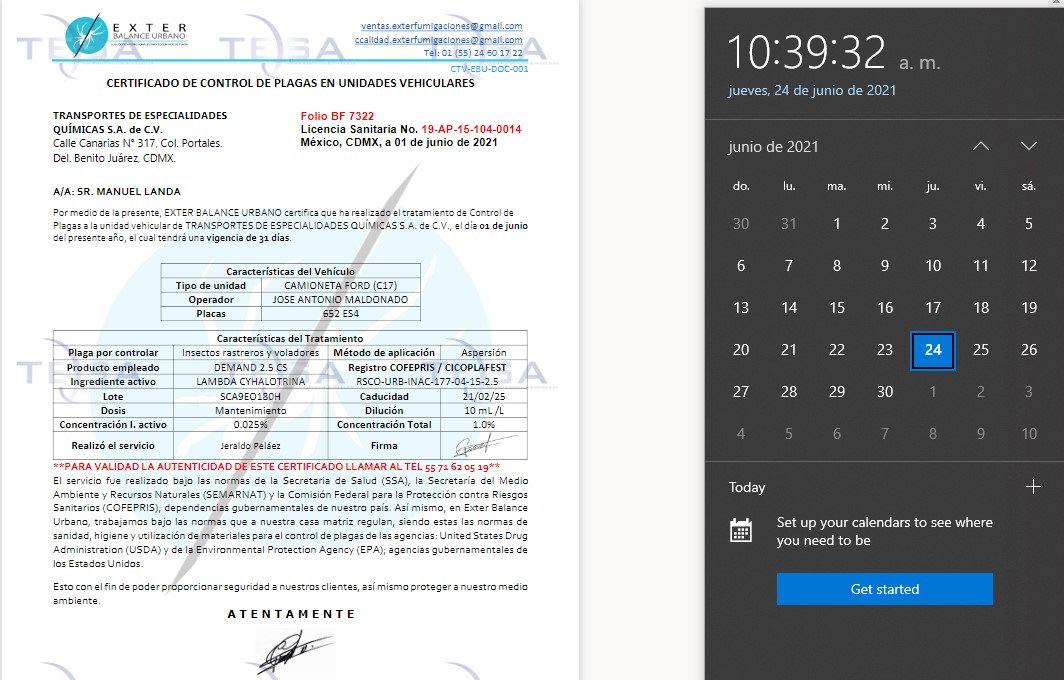 EXTER
BALANCE URBANO
ventas.exterfumigaciones@gmail.com
ccalidad.exterfumigaciones@gmail.com
Tel: 01 (55) 24 60 17 22
CTV-EBU-DOC-001
CERTIFICADO DE CONTROL DE PLAGAS EN UNIDADES VEHICULARES
TRANSPORTES DE ESPECIALIDADES
QUÍMICAS S.A. de C.V.
Calle Canarias N° 317, Col. Portales.
Del. Benito Juárez, CDMX.
Folio BF 7322
Licencia Sanitaria No. 19-AP-15-104-0014
México, CDMX, a 01 de junio de 2021
A/A: SR. MANUEL LANDA
Por medio de la presente, EXTER BALANCE URBANO certifica que ha realizado el tratamiento de Control de
Plagas a la unidad vehicular de TRANSPORTES DE ESPECIALIDADES QUÍMICAS S.A. de C.V., el día 01 de junio
del presente año, el cual tendrá una vigencia de 31 días.
Características del Vehículo
Tipo de unidad CAMIONETA FORD (C17)
Operador JOSE ANTONIO MALDONADO
Placas 652 ES4
Características del Tratamiento
Plaga por controlar Insectos rastreros y voladores Método de aplicación Aspersión
Producto empleado DEMAND 2.5 CS Registro COFEPRIS / CICOPLAFEST
Ingrediente activo LAMBDA CYHALOTRINA RSCO-URB-INAC-177-04-15-2.5
Lote SCA9EO180H Caducidad 21/02/25
Dosis Mantenimiento Dilución 10 mL /L
Concentración I. activo 0.025% Concentración Total 1.0%
Realizó el servicio Jeraldo Peláez Firma
**PARA VALIDAD LA AUTENTICIDAD DE ESTE CERTIFICADO LLAMAR AL TEL 55 71 62 05 19**
El servicio fue realizado bajo las normas de la Secretaria de Salud (SSA), la Secretaría del Medio
Ambiente y Recursos Naturales (SEMARNAT) y la Comisión Federal para la Protección contra Riesgos
Sanitarios (COFEPRIS); dependencias gubernamentales de nuestro país. Así mismo, en Exter Balance
Urbano, trabajamos bajo las normas que a nuestra casa matriz regulan, siendo estas las normas de
sanidad, higiene y utilización de materiales para el control de plagas de las agencias: United States Drug
Administration (USDA) y de la Environmental Protection Agency (EPA); agencias gubernamentales de
los Estados Unidos.
Esto con el fin de poder proporcionar seguridad a nuestros clientes, así mismo proteger a nuestro medio
ambiente.
ATENTAMENTE
10:39:32 a. m.
jueves, 24 de junio de 2021
junio de 2021
do. lu. ma. mi. ju. vi. sá.
30 31 1 2 3 4 5
6 7 8 9 10 11 12
13 14 15 16 17 18 19
20 21 22 23 24 25 26
27 28 29 30 1 2 3
4 5 6 7 8 9 10
Today
Set up your calendars to see where
you need to be
Get started